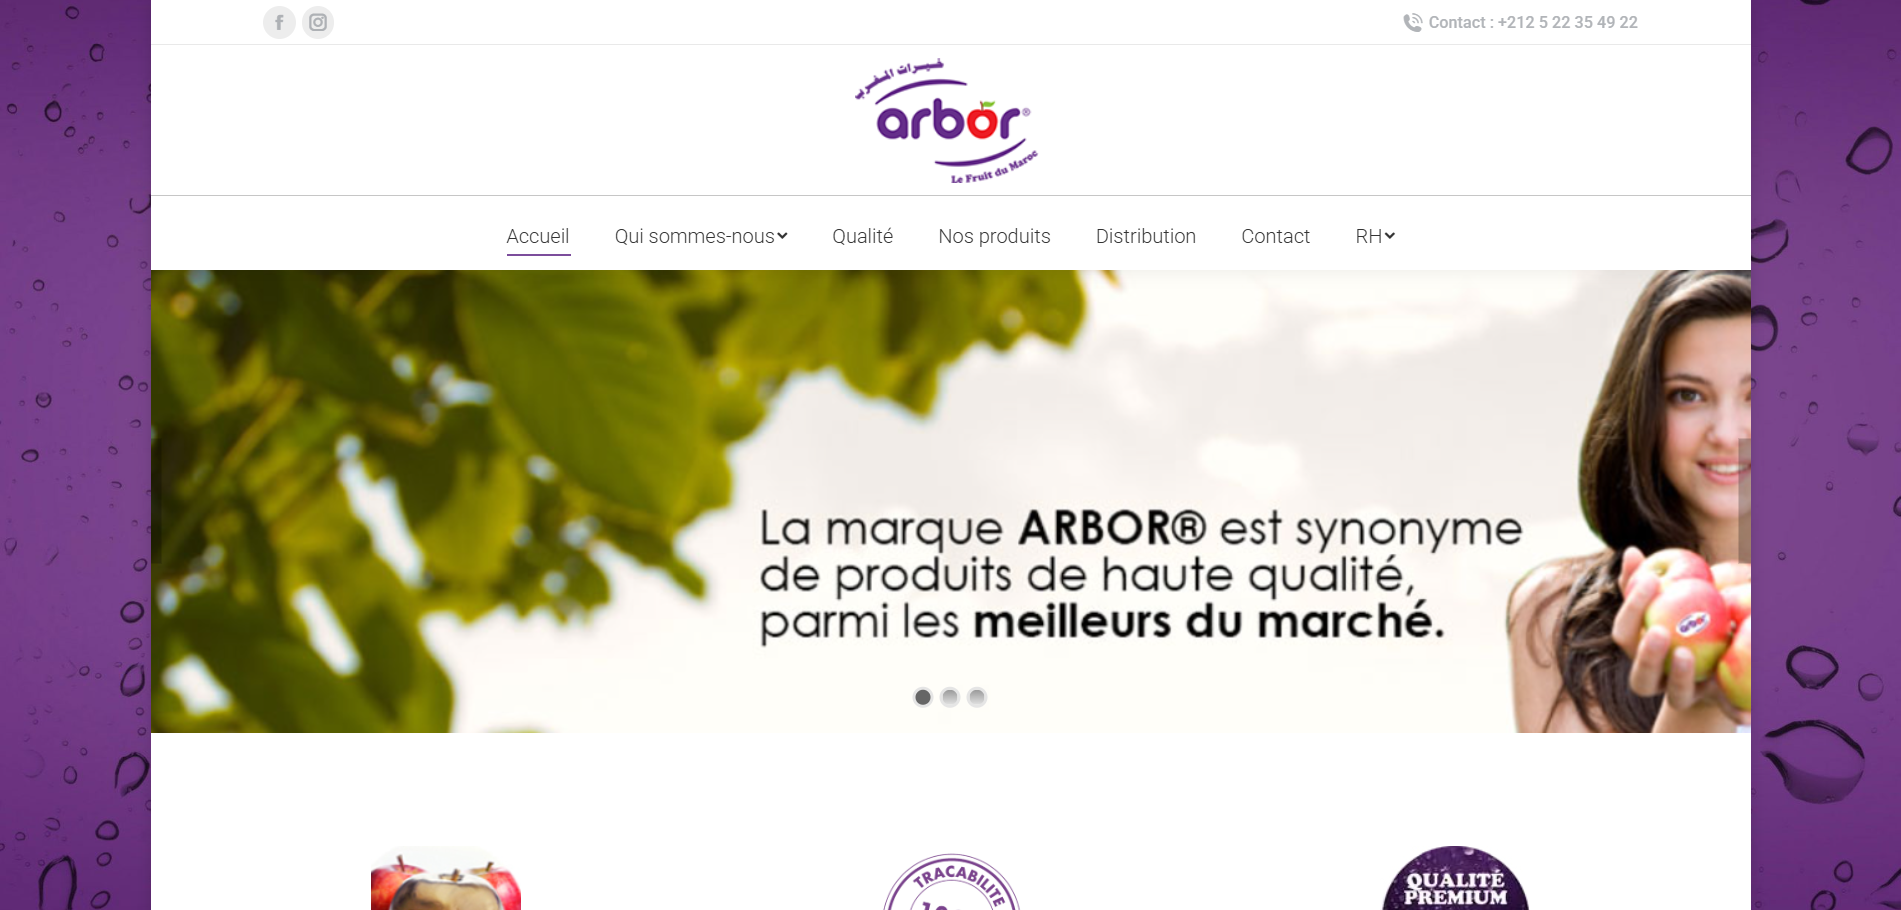 Contact : +212 5 22 35 49 22
خيرات المغرب
arbor®
Le Fruit du Maroc
Accueil Qui sommes-nous Qualité Nos produits Distribution Contact RH
La marque ARBOR® est synonyme
de produits de haute qualité,
parmi les meilleurs du marché.
arbor
TRACABILITE
QUALITÉ
PREMIUM